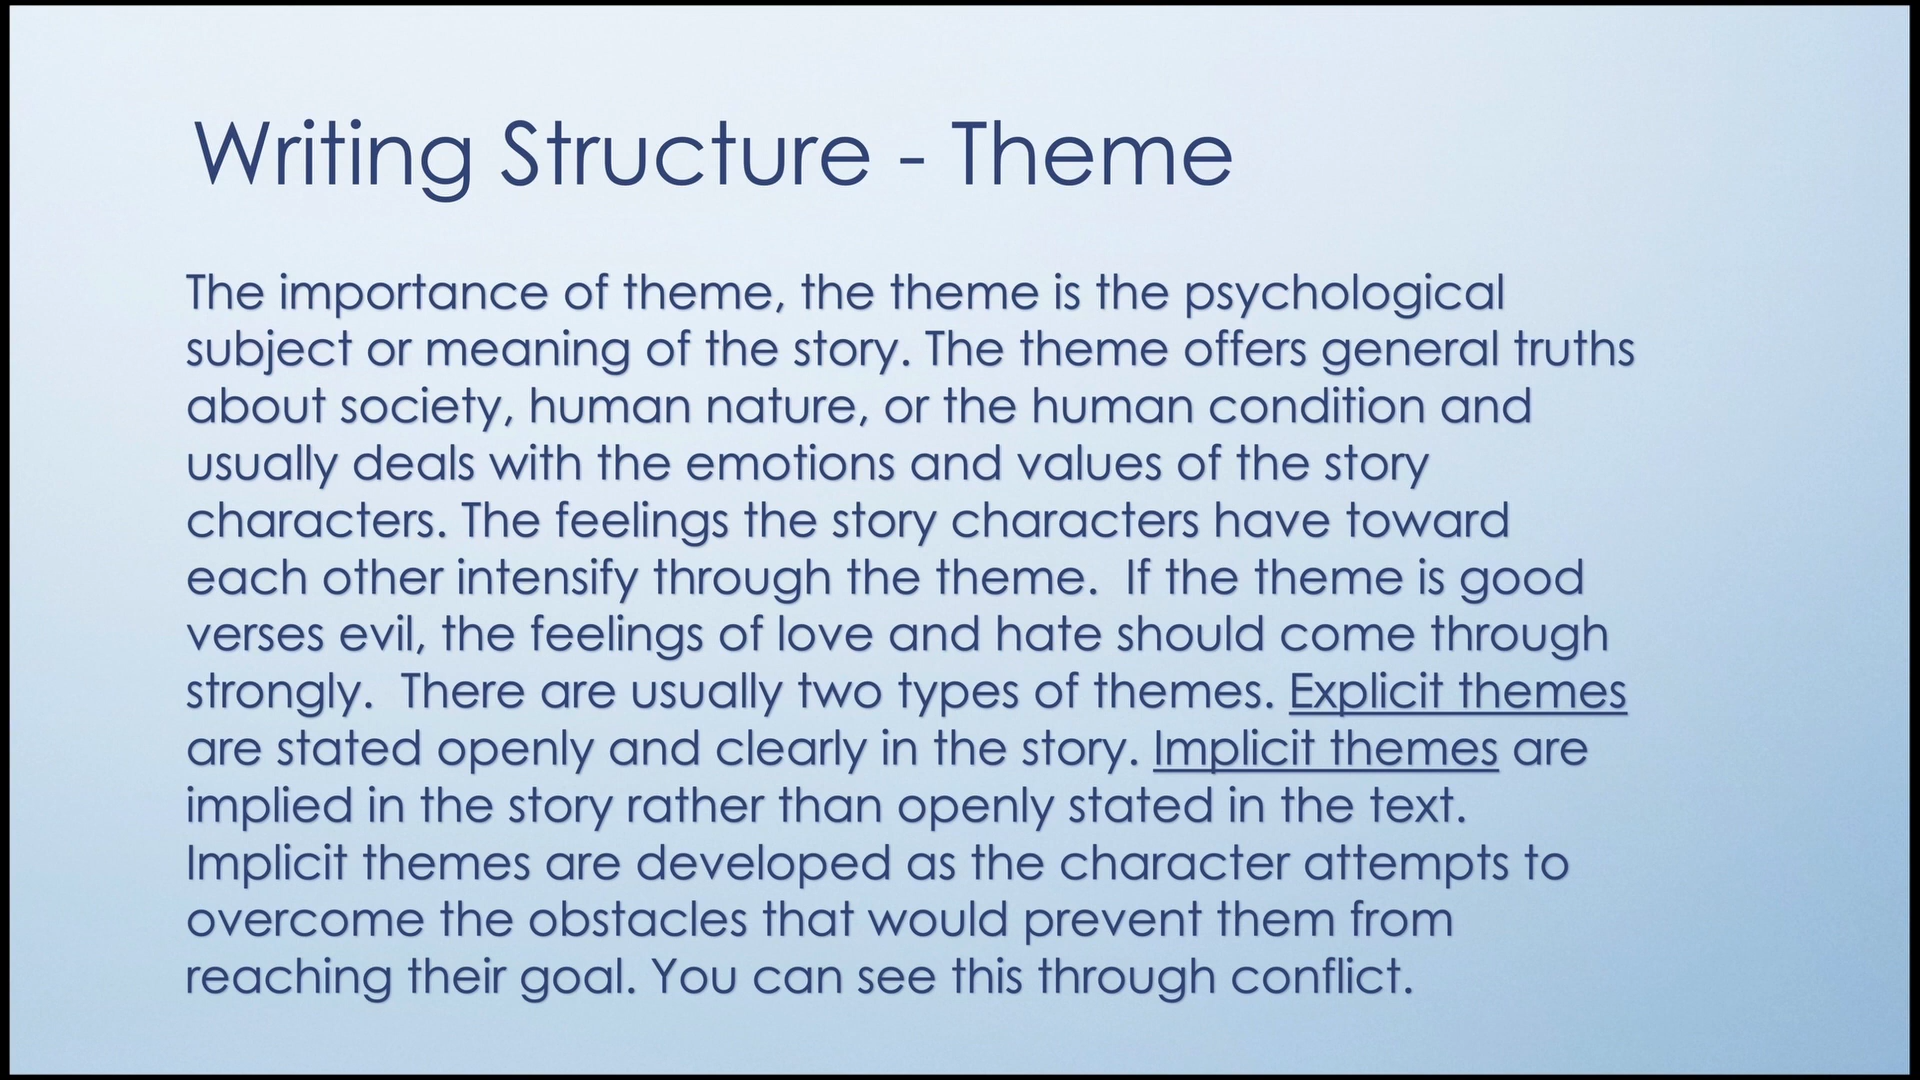 Writing Structure - Theme
The importance of theme, the theme is the psychological
subject or meaning of the story. The theme offers general truths
about society, human nature, or the human condition and
usually deals with the emotions and values of the story
characters. The feelings the story characters have toward
each other intensify through the theme.  If the theme is good
verses evil, the feelings of love and hate should come through
strongly.  There are usually two types of themes. Explicit themes
are stated openly and clearly in the story. Implicit themes are
implied in the story rather than openly stated in the text.
Implicit themes are developed as the character attempts to
overcome the obstacles that would prevent them from
reaching their goal. You can see this through conflict.